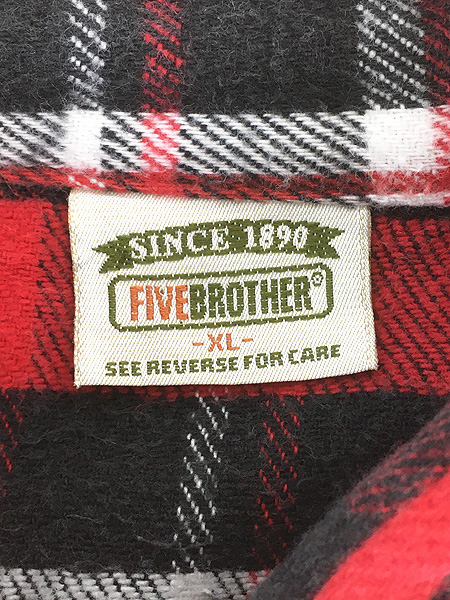 SINCE 1890
FIVEBROTHER®
-XL-
SEE REVERSE FOR CARE